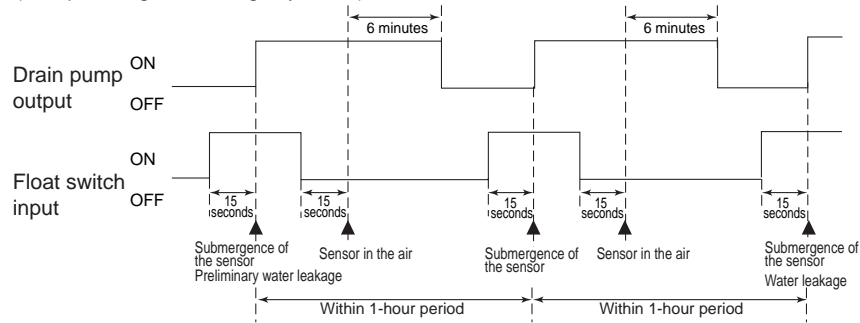 6 minutes
6 minutes
Drain pump
output
ON
OFF
Float switch
input
ON
OFF
15
seconds
15
seconds
15
seconds
15
seconds
15
seconds
Submergence of
the sensor
Preliminary water leakage
Sensor in the air
Submergence of
the sensor
Sensor in the air
Submergence of
the sensor
Water leakage
Within 1-hour period
Within 1-hour period